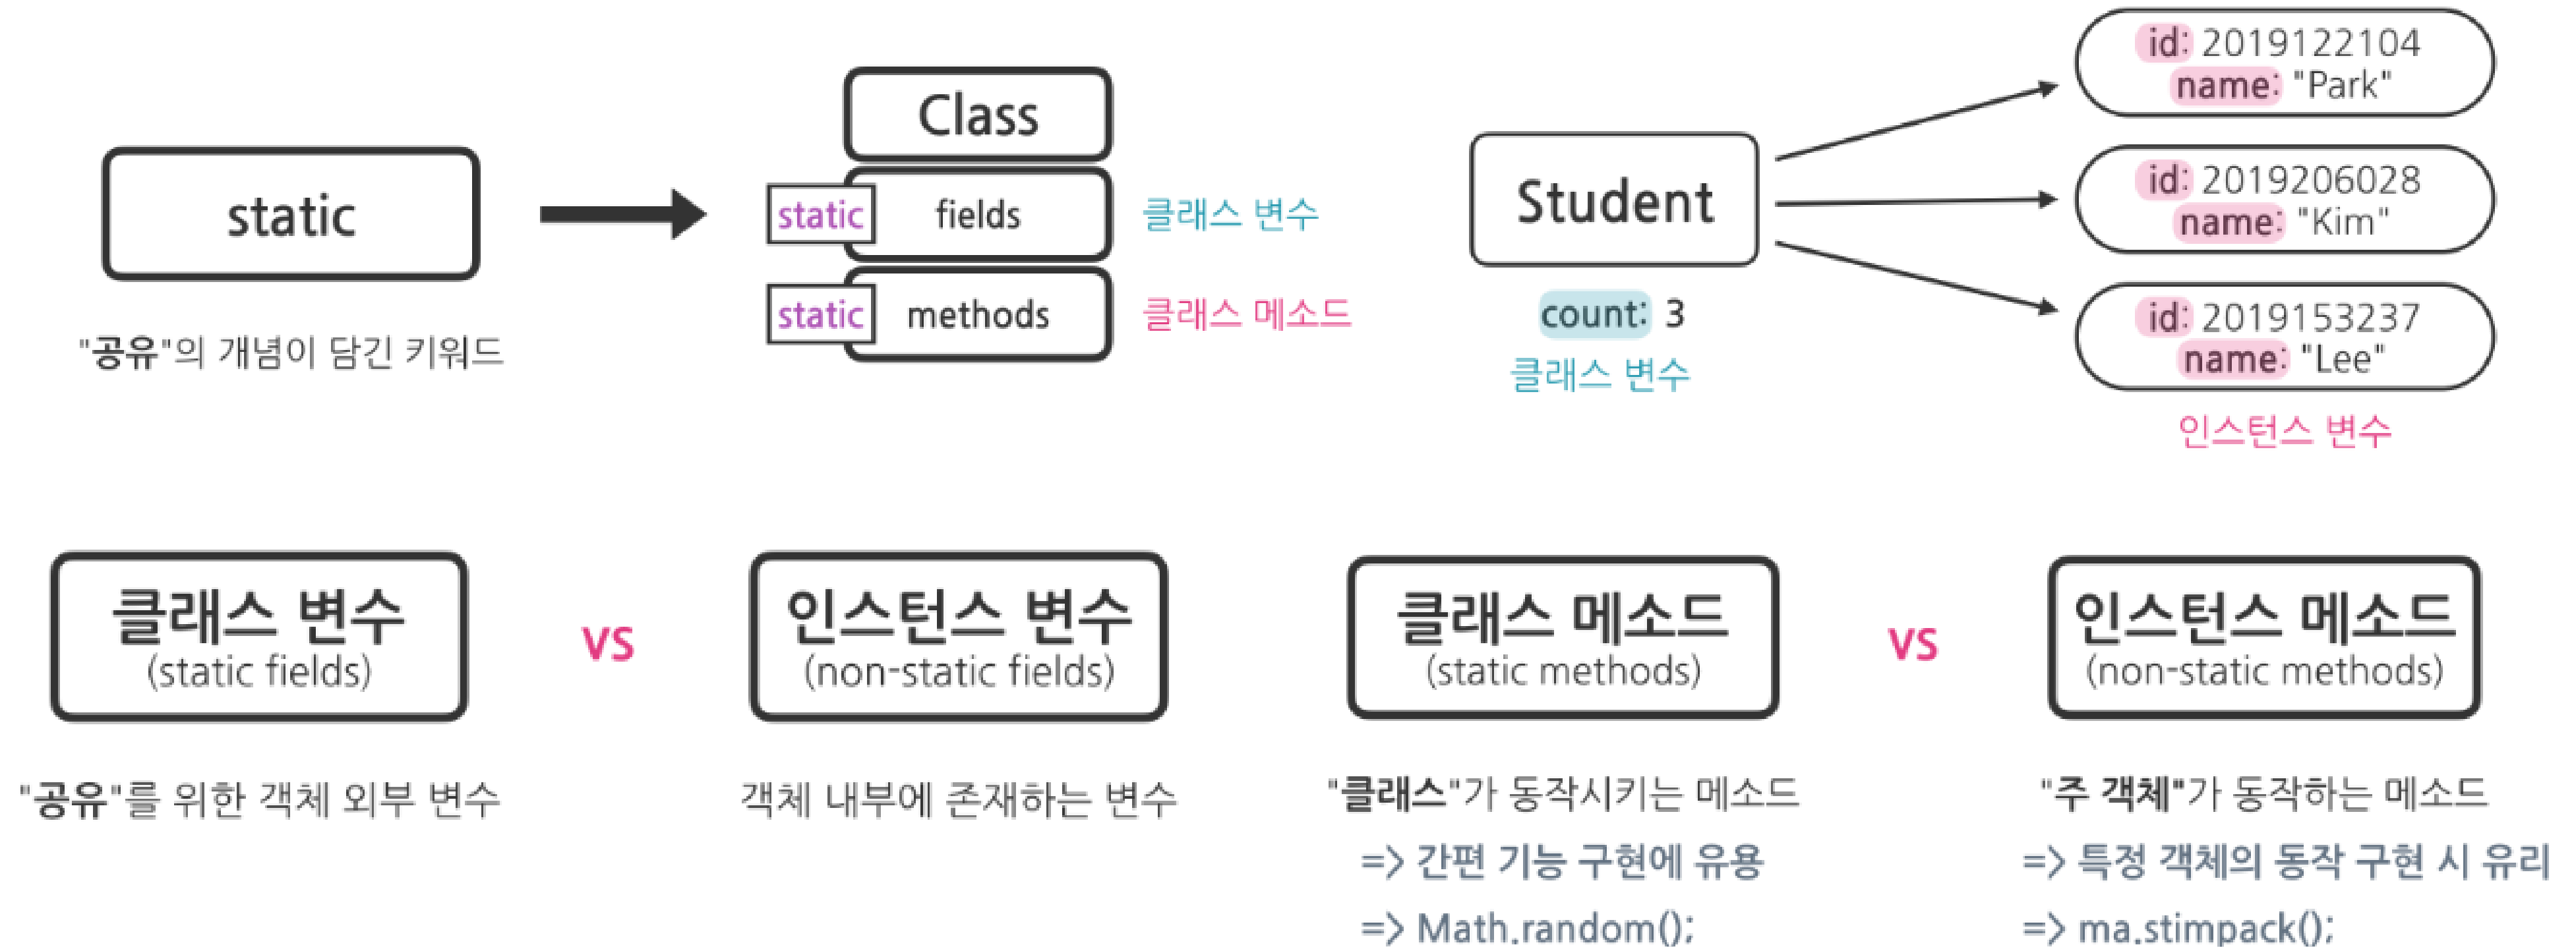 static
"공유"의 개념이 담긴 키워드
Class
static fields 클래스 변수
static methods 클래스 메소드
Student
count: 3
클래스 변수
id: 2019122104
name: "Park"
id: 2019206028
name: "Kim"
id: 2019153237
name: "Lee"
인스턴스 변수
클래스 변수
(static fields)
"공유"를 위한 객체 외부 변수
vs
인스턴스 변수
(non-static fields)
객체 내부에 존재하는 변수
클래스 메소드
(static methods)
"클래스"가 동작시키는 메소드
=> 간편 기능 구현에 유용
=> Math.random();
vs
인스턴스 메소드
(non-static methods)
"주 객체"가 동작하는 메소드
=> 특정 객체의 동작 구현 시 유리
=> ma.stimpack();